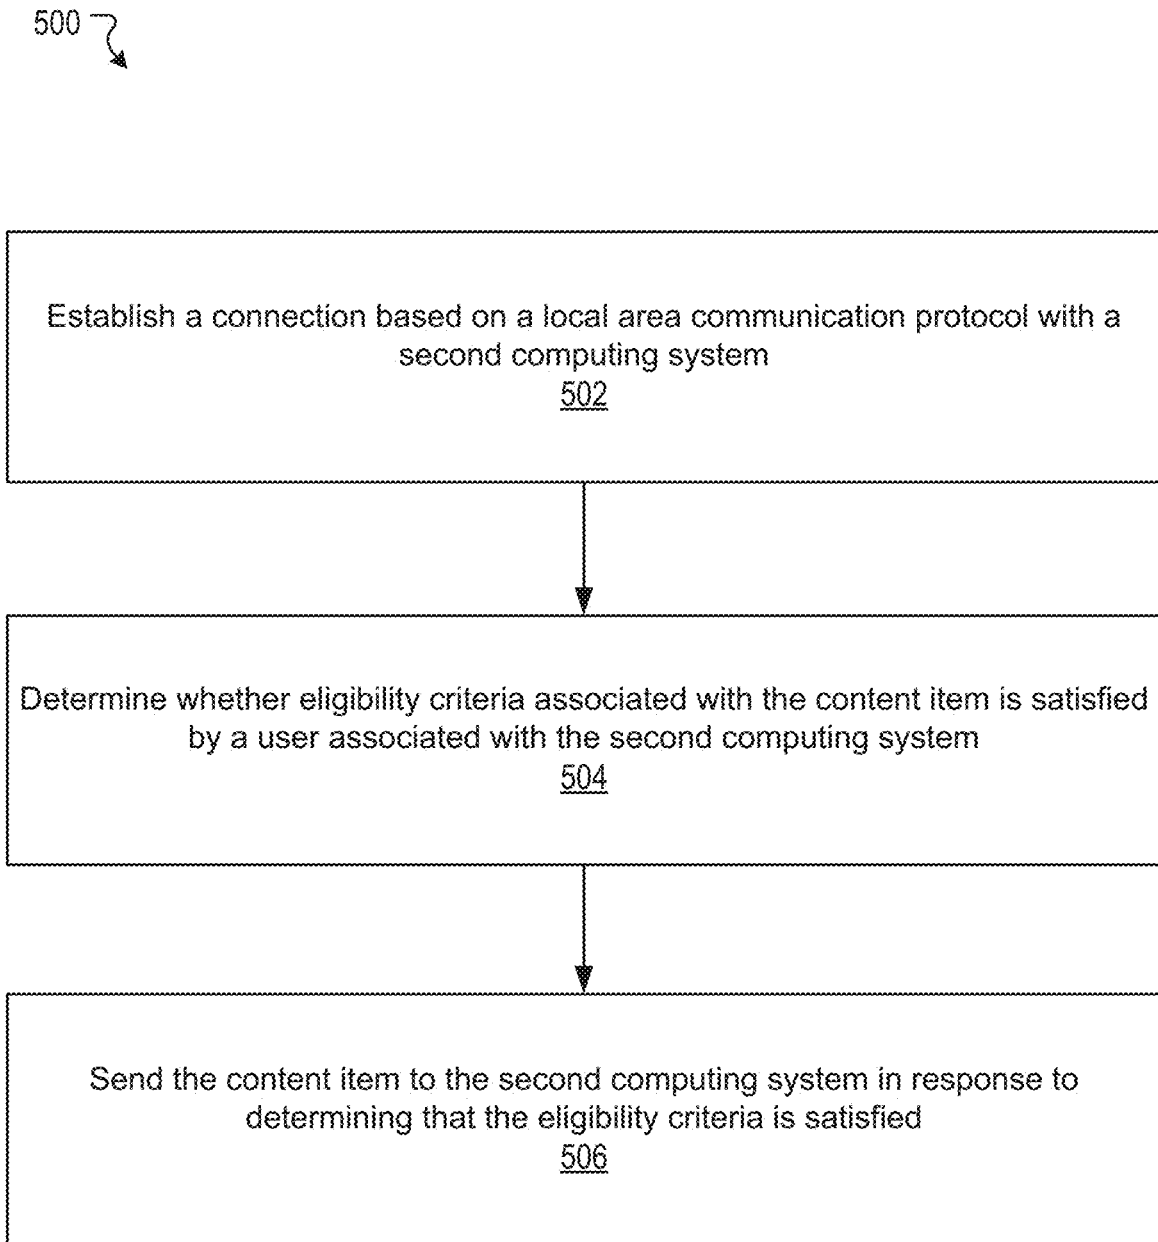 500
Establish a connection based on a local area communication protocol with a
second computing system
502
Determine whether eligibility criteria associated with the content item is satisfied
by a user associated with the second computing system
504
Send the content item to the second computing system in response to
determining that the eligibility criteria is satisfied
506